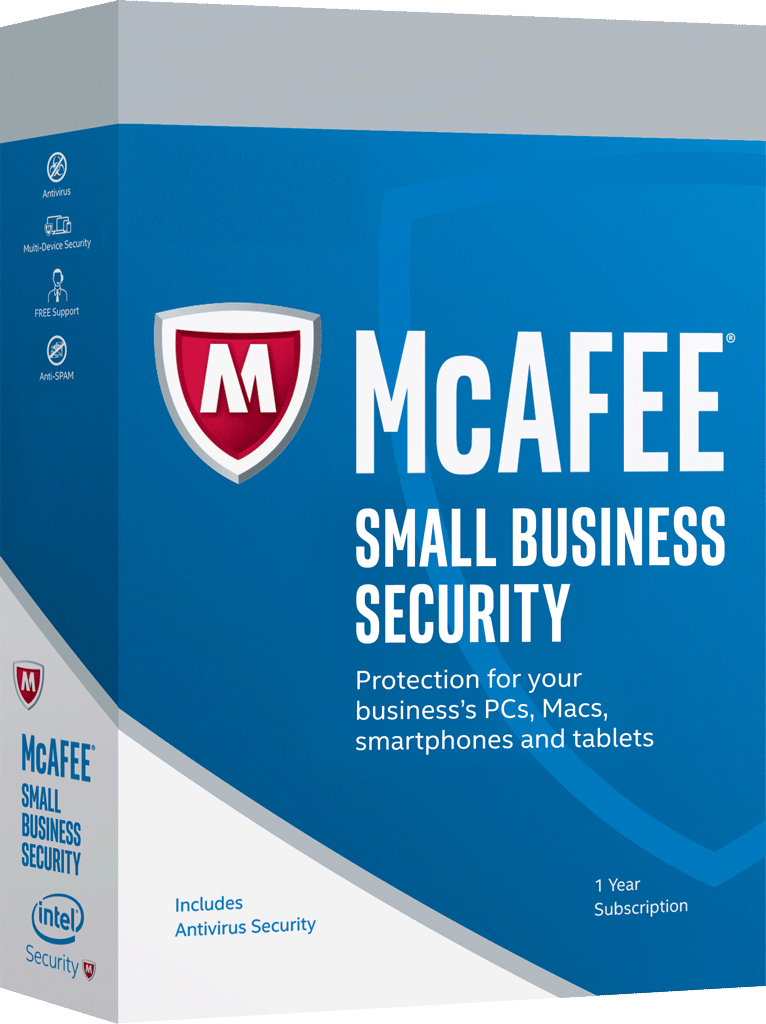 Antivirus
Multi-Device Security
FREE Support
Anti-SPAM
M
McAFEE®
SMALL
BUSINESS
SECURITY
intel
Security
M
M
McAFEE®
SMALL BUSINESS
SECURITY
Protection for your
business's PCs, Macs,
smartphones and tablets
Includes
Antivirus Security
1 Year
Subscription